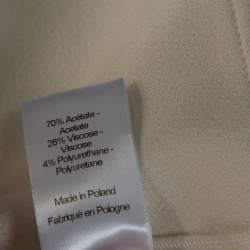 70% Acetate -
Acetate
26% Viscose -
Viscose
4% Polyurethane -
Polyuretane
Made in Poland
Fabriqué en Pologne